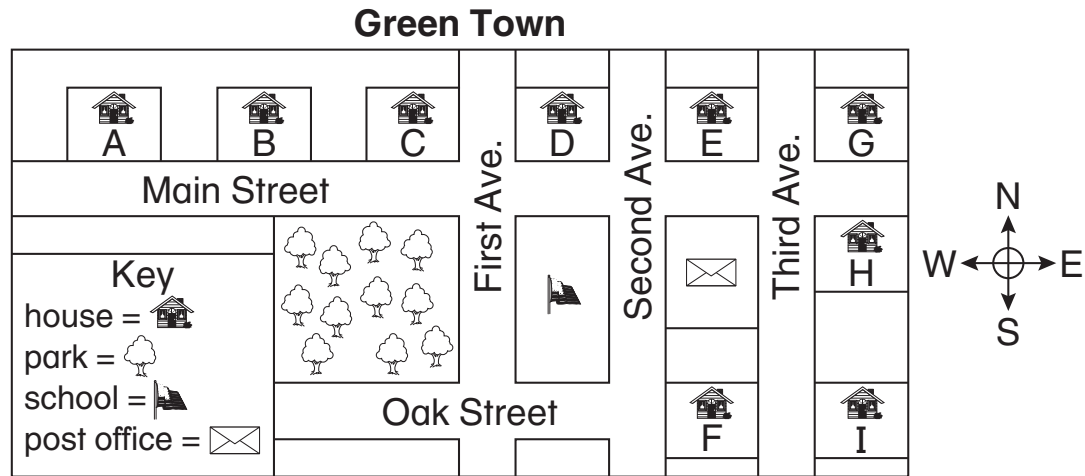 Green Town
A B C D E G
Main Street
First Ave.
Second Ave.
Third Ave.
N
W E
S
H
Key
house =
park =
school =
post office =
Oak Street
F I